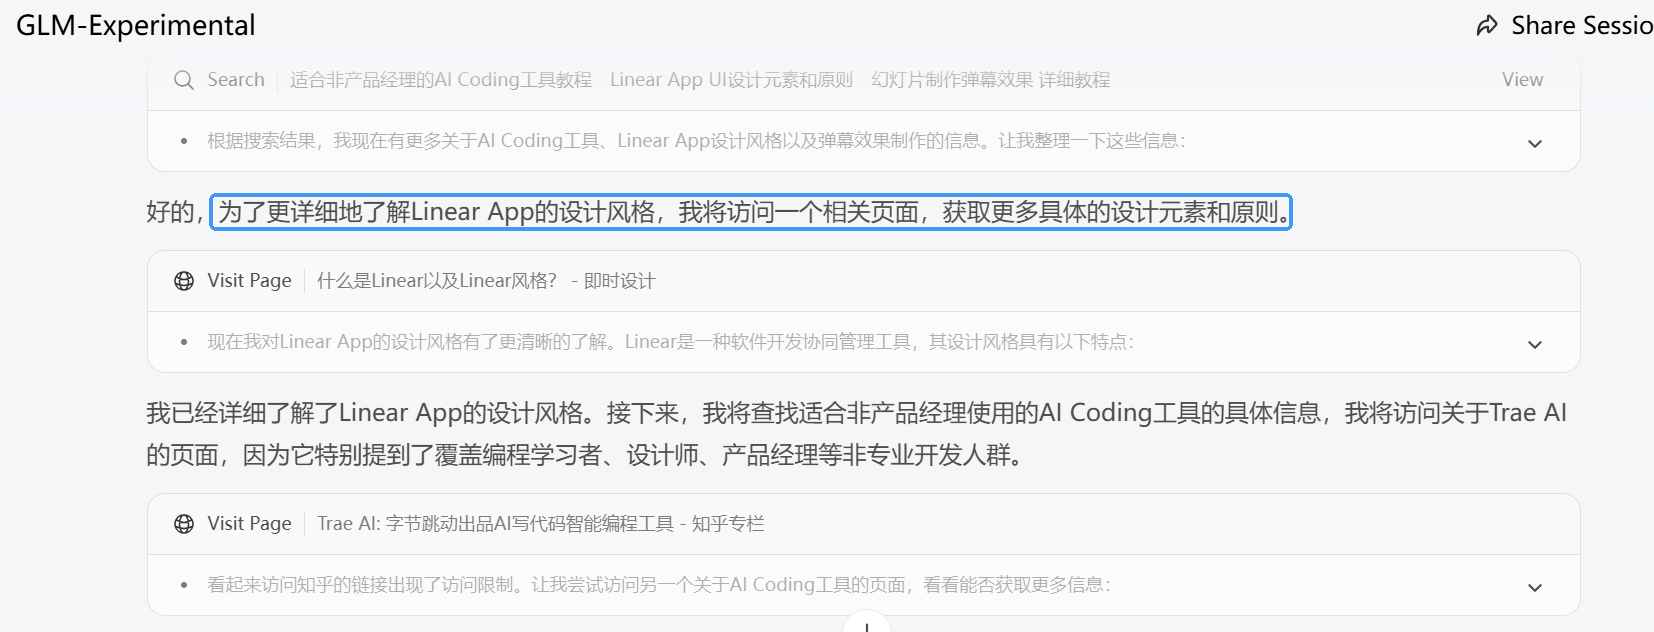 GLM-Experimental
Share Sessio
Search 适合非产品经理的AI Coding工具教程 Linear App UI设计元素和原则 幻灯片制作弹幕效果 详细教程 View
根据搜索结果，我现在有更多关于AI Coding工具、Linear App设计风格以及弹幕效果制作的信息。让我整理一下这些信息：
好的，为了更详细地了解Linear App的设计风格，我将访问一个相关页面，获取更多具体的设计元素和原则。
Visit Page 什么是Linear以及Linear风格？ - 即时设计
现在我对Linear App的设计风格有了更清晰的了解。Linear是一种软件开发协同管理工具，其设计风格具有以下特点：
我已经详细了解了Linear App的设计风格。接下来，我将查找适合非产品经理使用的AI Coding工具的具体信息，我将访问关于Trae AI
的页面，因为它特别提到了覆盖编程学习者、设计师、产品经理等非专业开发人群。
Visit Page Trae AI: 字节跳动出品AI写代码智能编程工具 - 知乎专栏
看起来访问知乎的链接出现了访问限制。让我尝试访问另一个关于AI Coding工具的页面，看看能否获取更多信息：